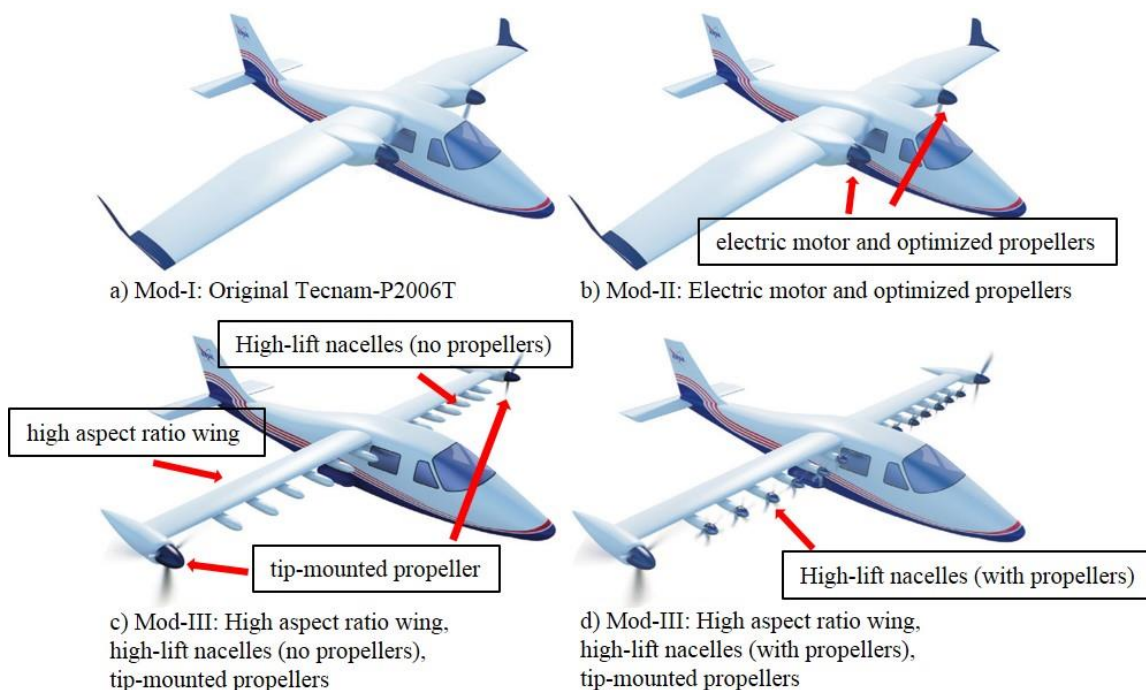 electric motor and optimized propellers
a) Mod-I: Original Tecnam-P2006T
b) Mod-II: Electric motor and optimized propellers
High-lift nacelles (no propellers)
high aspect ratio wing
tip-mounted propeller
High-lift nacelles (with propellers)
c) Mod-III: High aspect ratio wing,
high-lift nacelles (no propellers),
tip-mounted propellers
d) Mod-III: High aspect ratio wing,
high-lift nacelles (with propellers),
tip-mounted propellers